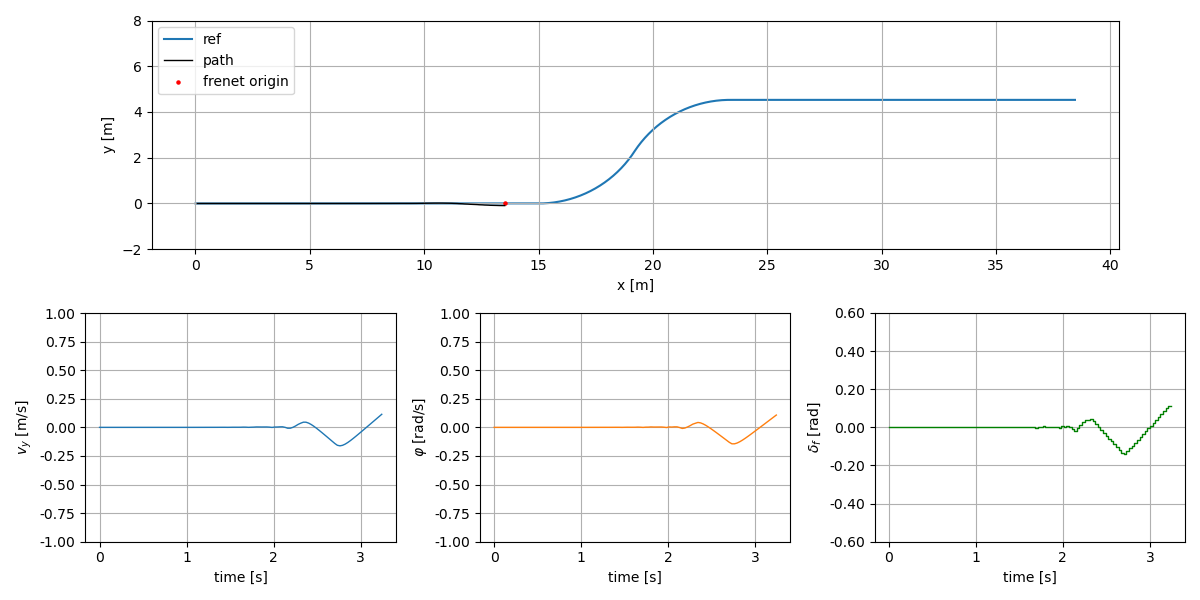 8
6
4
2
0
−2
y [m]
ref
path
frenet origin
0 5 10 15 20 25 30 35 40
x [m]
1.00
0.75
0.50
0.25
0.00
-0.25
-0.50
-0.75
-1.00
v_y [m/s]
0 1 2 3
time [s]
1.00
0.75
0.50
0.25
0.00
-0.25
-0.50
-0.75
-1.00
φ [rad/s]
0 1 2 3
time [s]
0.60
0.40
0.20
0.00
-0.20
-0.40
-0.60
δ_f [rad]
0 1 2 3
time [s]